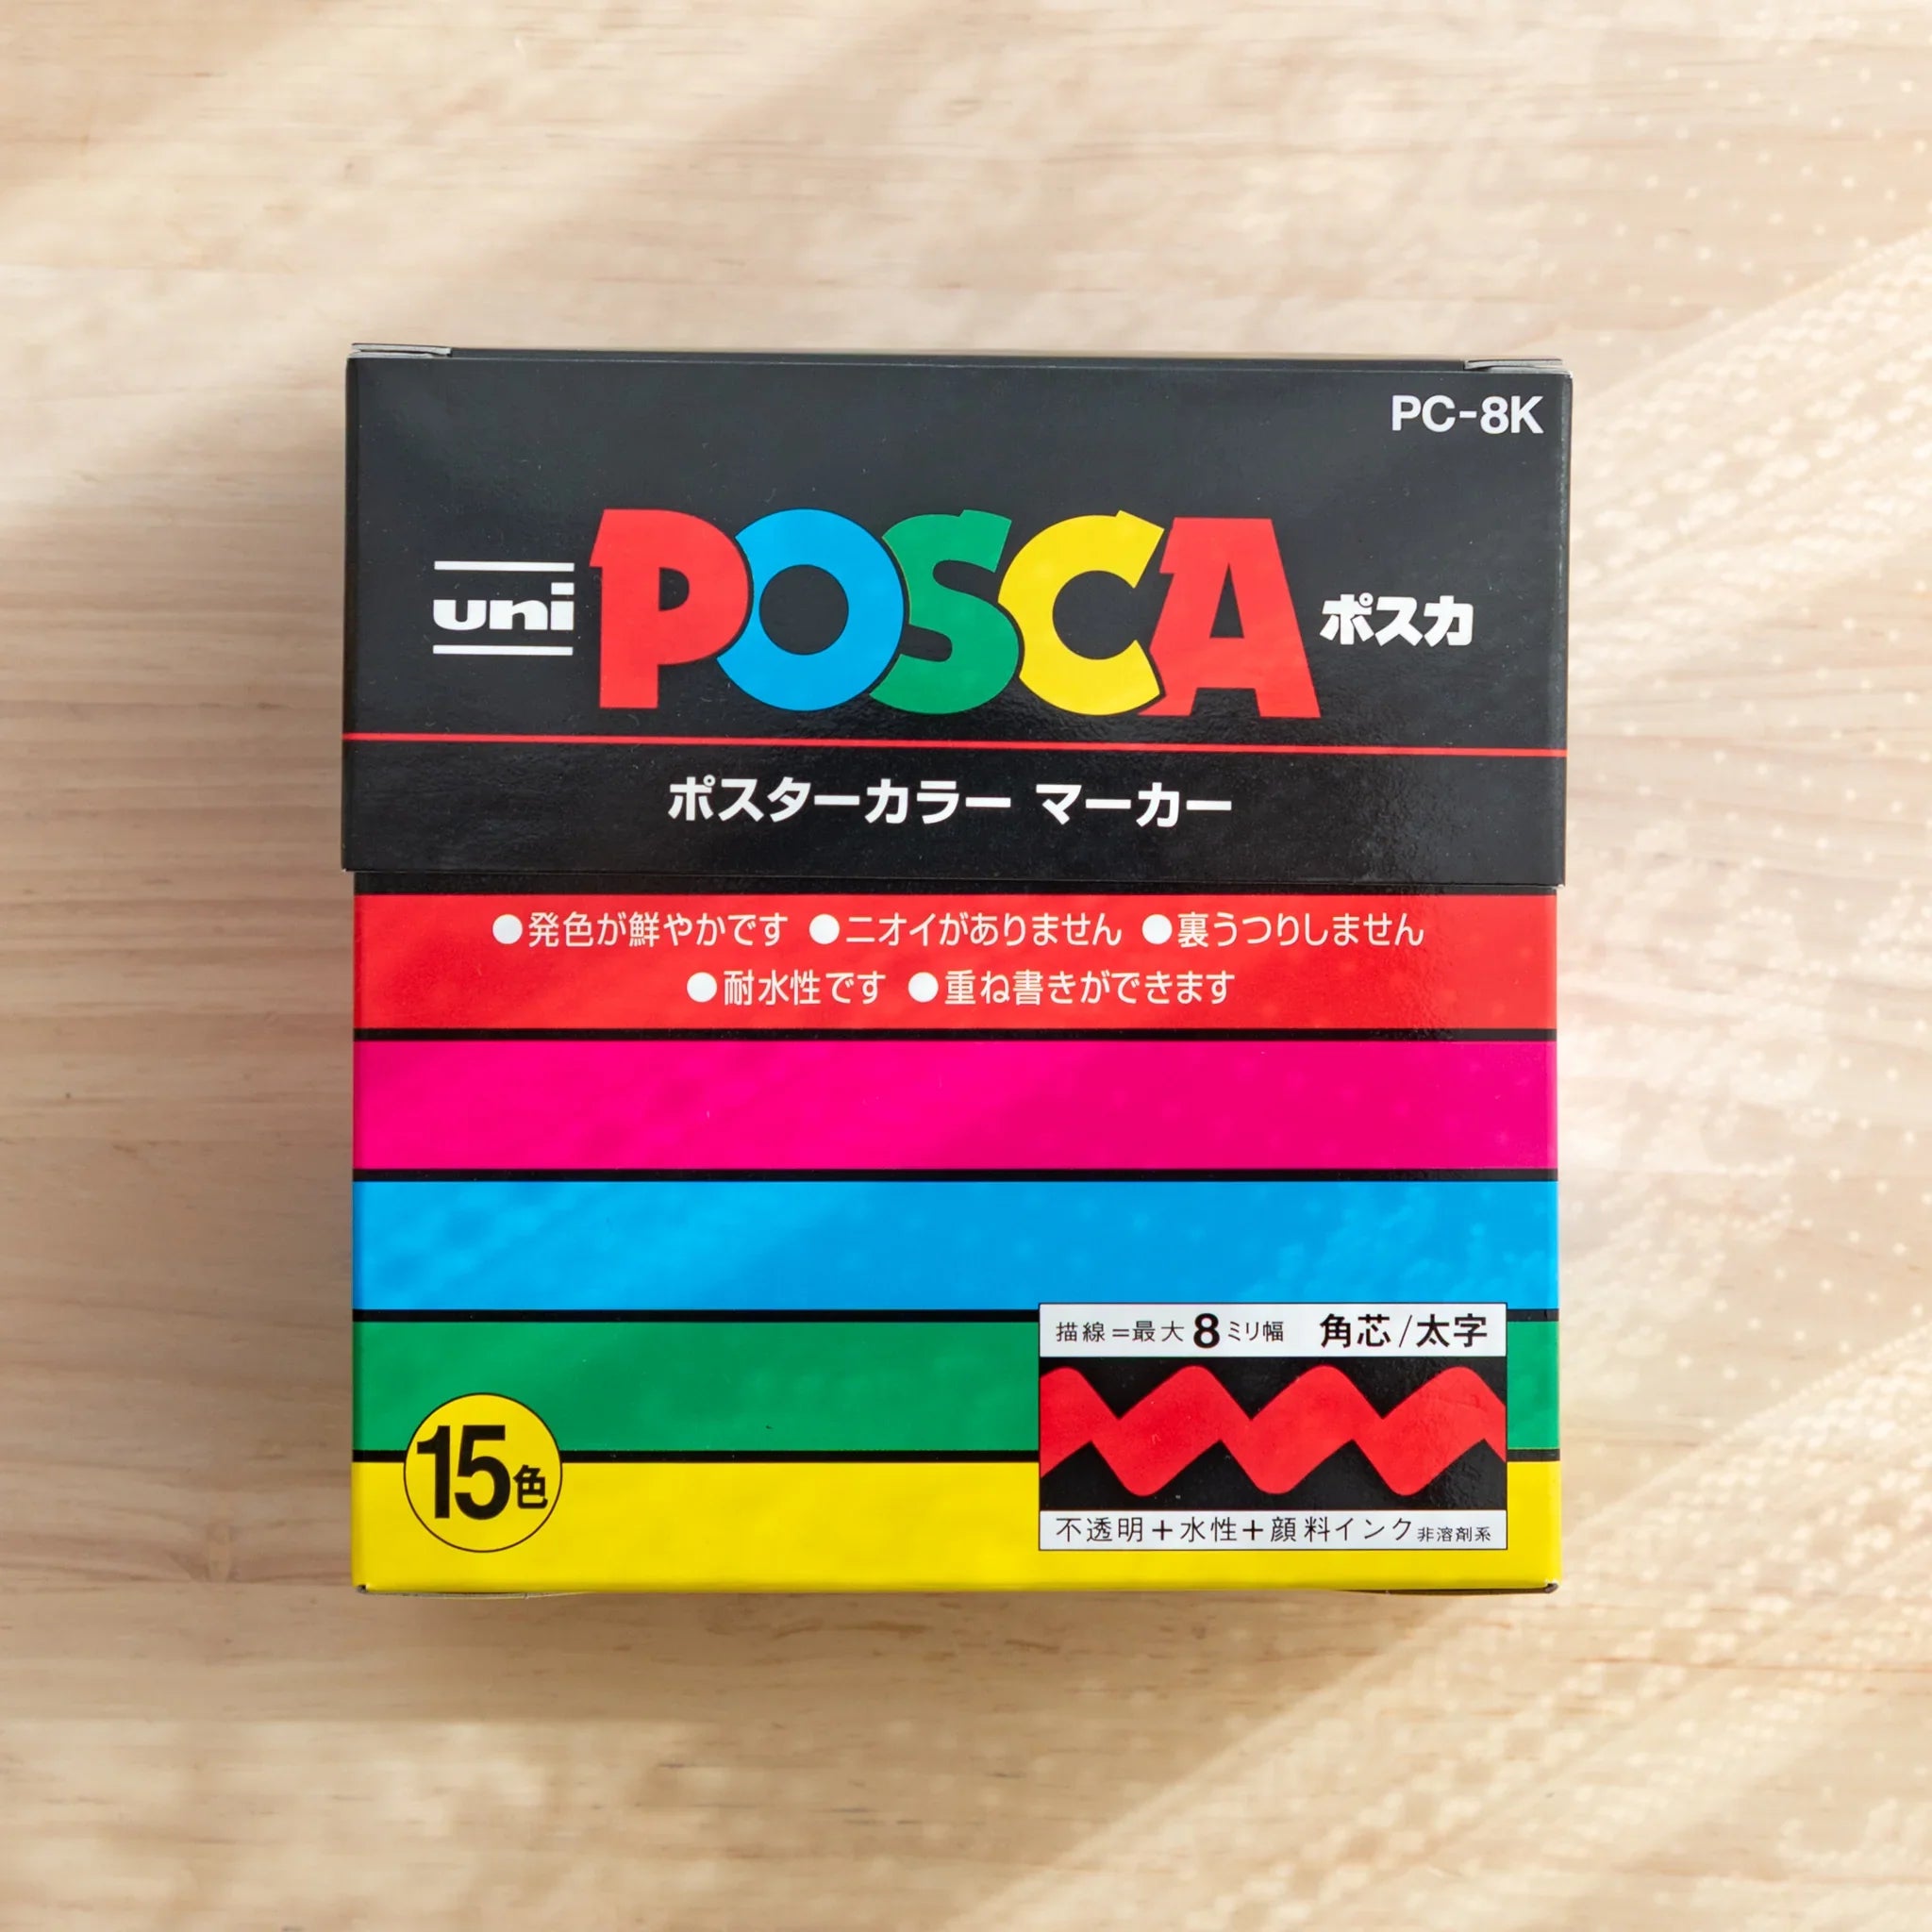 PC-8K
uni POSCA ポスカ
ポスターカラー マーカー
●発色が鮮やかです ●ニオイがありません ●裏うつりしません
●耐水性です ●重ね書きができます
描線=最大8ミリ幅 角芯/太字
15色
不透明+水性+顔料インク非溶剤系